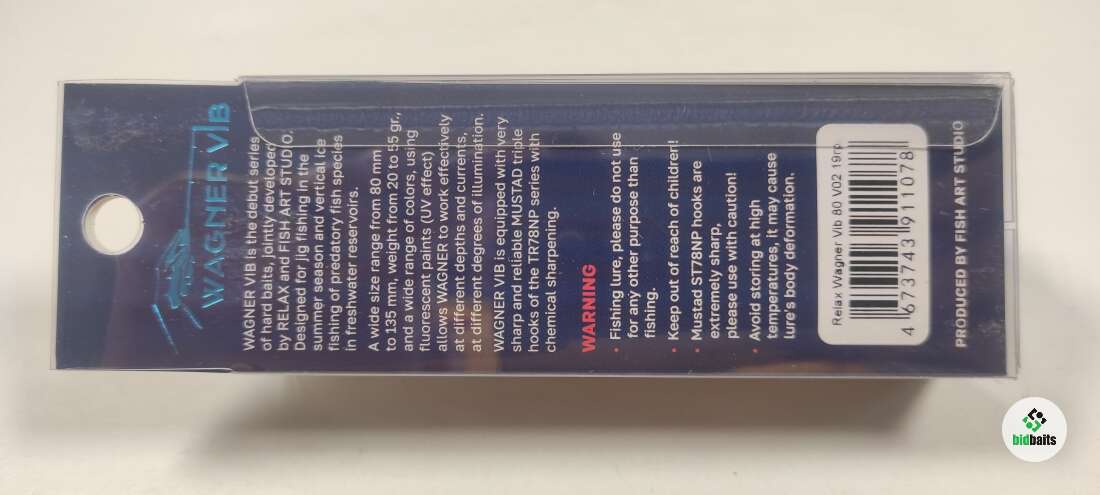 WAGNER VIB
WAGNER VIB is the debut series
of hard baits, jointly developed
by RELAX and FISH ART STUDIO.
Designed for jig fishing in the
summer season and vertical ice
fishing of predatory fish species
in freshwater reservoirs.
A wide size range from 80 mm
to 135 mm, weight from 20 to 55 gr.,
and a wide range of colors, using
fluorescent paints (UV effect)
allows WAGNER to work effectively
at different depths and currents,
at different degrees of illumination.
WAGNER VIB is equipped with very
sharp and reliable MUSTAD triple
hooks of the TR78NP series with
chemical sharpening.
WARNING
• Fishing lure, please do not use
for any other purpose than
fishing.
• Keep out of reach of children!
• Mustad ST78NP hooks are
extremely sharp,
please use with caution!
• Avoid storing at high
temperatures, it may cause
lure's body deformation.
Relax Wagner Vib 80 V02 19гр
4 673743 911078
PRODUCED BY FISH ART STUDIO
bidbaits